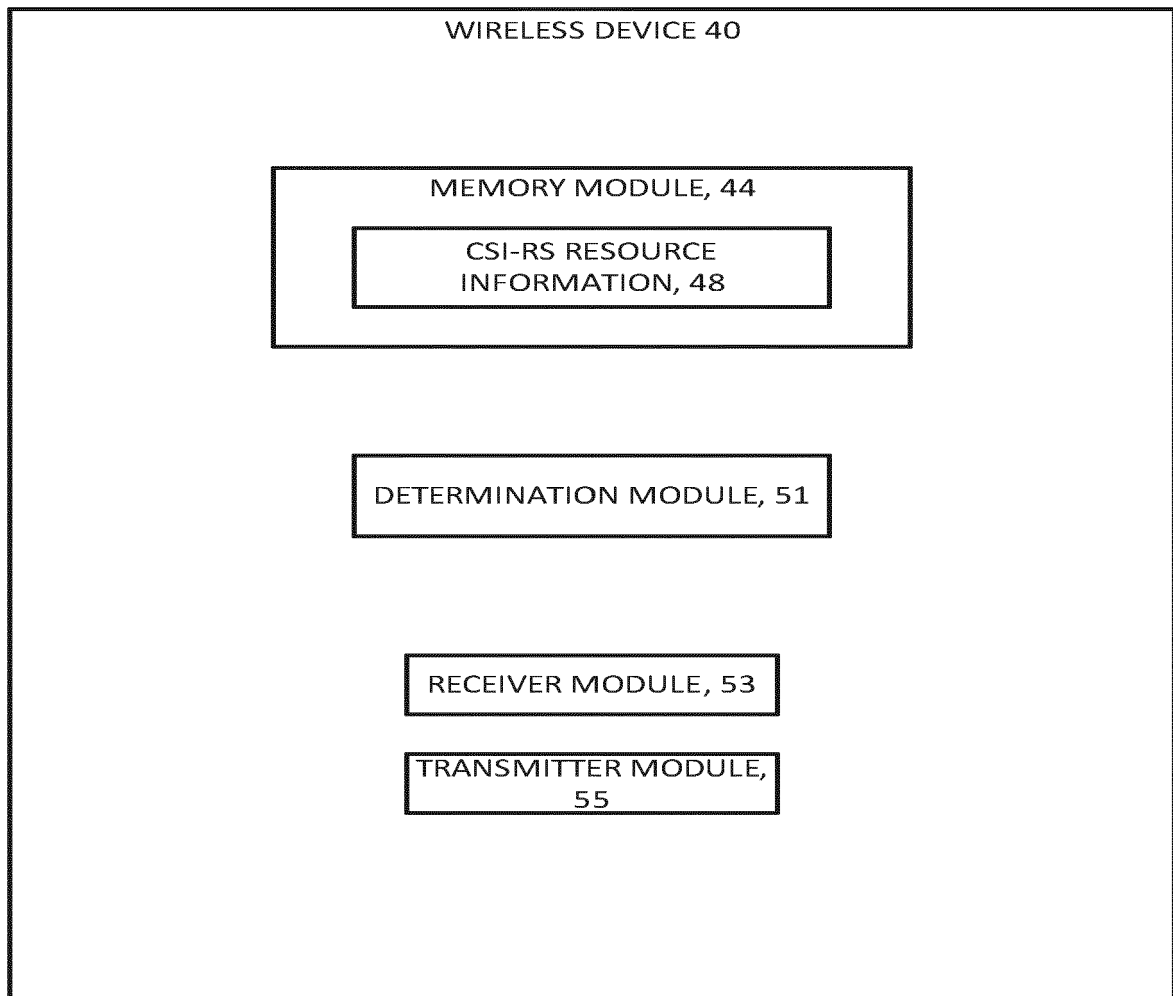 WIRELESS DEVICE 40
MEMORY MODULE, 44
CSI-RS RESOURCE
INFORMATION, 48
DETERMINATION MODULE, 51
RECEIVER MODULE, 53
TRANSMITTER MODULE,
55